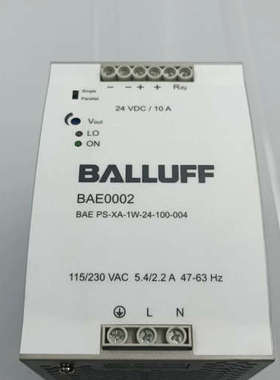 − − + + Rdy
Single
Parallel
24 VDC / 10 A
Vout
LO
ON
BALLUFF
BAE0002
BAE PS-XA-1W-24-100-004
115/230 VAC 5.4/2.2 A 47-63 Hz
L N